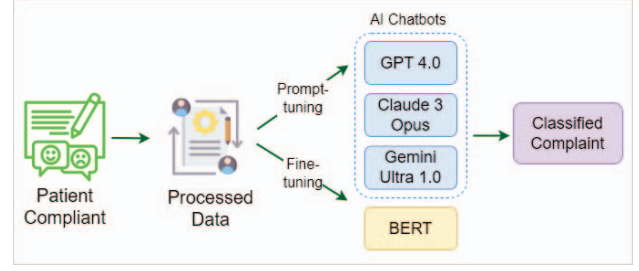 Patient
Compliant
Processed
Data
Prompt-
tuning
Fine-
tuning
AI Chatbots
GPT 4.0
Claude 3
Opus
Gemini
Ultra 1.0
BERT
Classified
Complaint